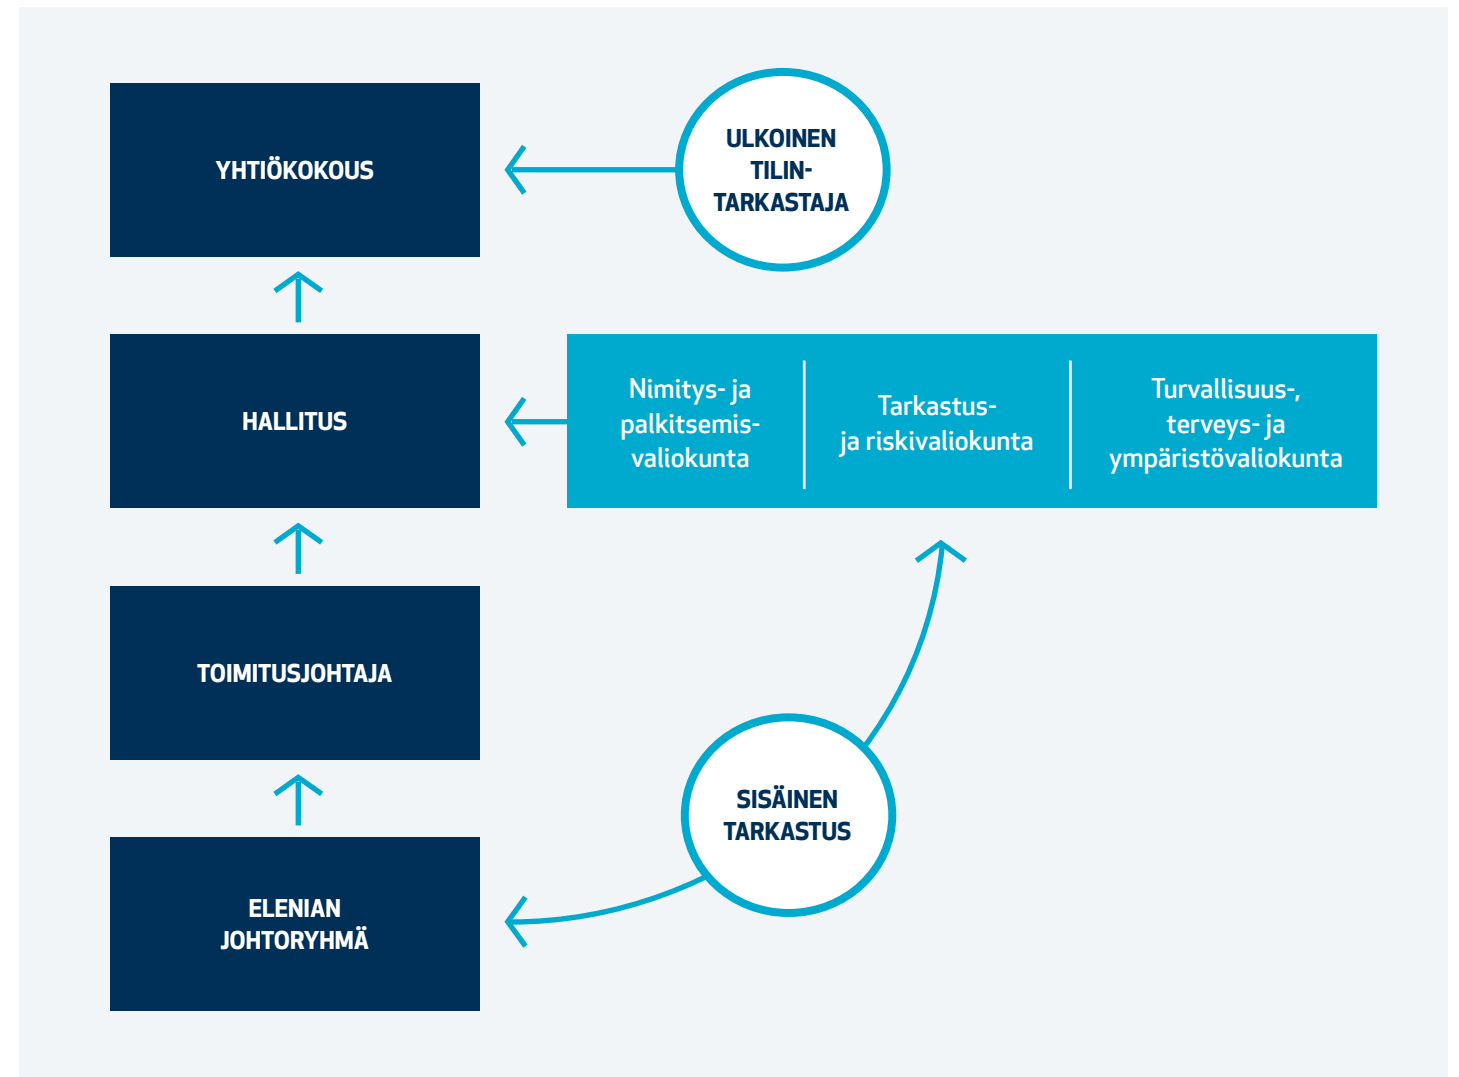 YHTIÖKOKOUS
ULKOINEN
TILIN-
TARKASTAJA
HALLITUS
Nimitys- ja
palkitsemis-
valiokunta
Tarkastus-
ja riskivaliokunta
Turvallisuus-,
terveys- ja
ympäristövaliokunta
TOIMITUSJOHTAJA
SISÄINEN
TARKASTUS
ELENIAN
JOHTORYHMÄ